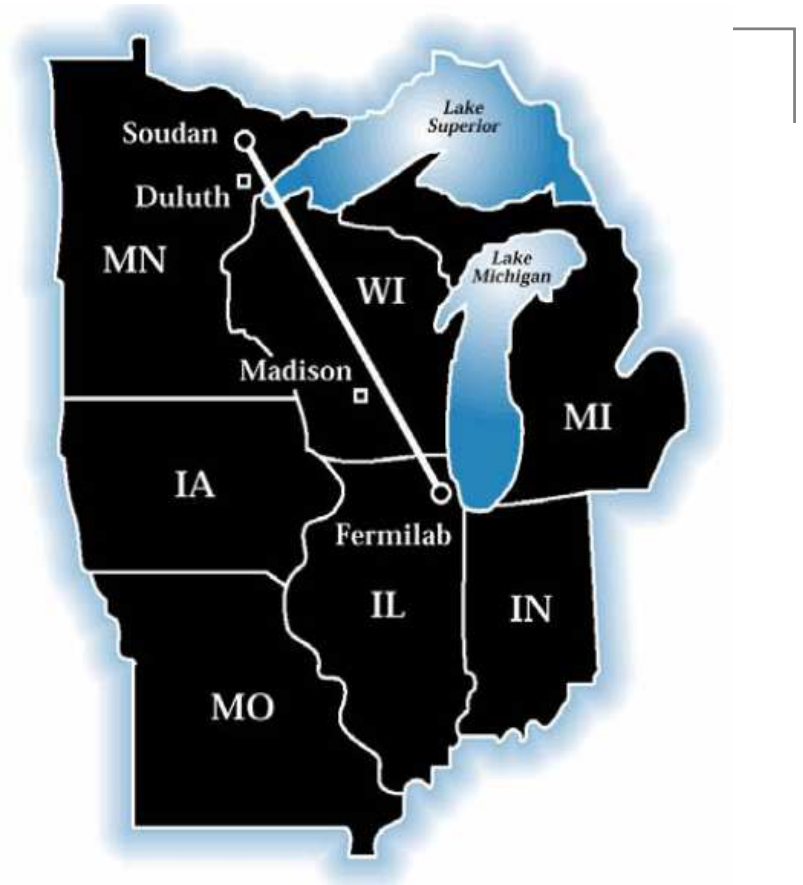 Lake
Superior
Soudan
Duluth
MN
Lake
Michigan
WI
Madison
MI
IA
Fermilab
IL
IN
MO